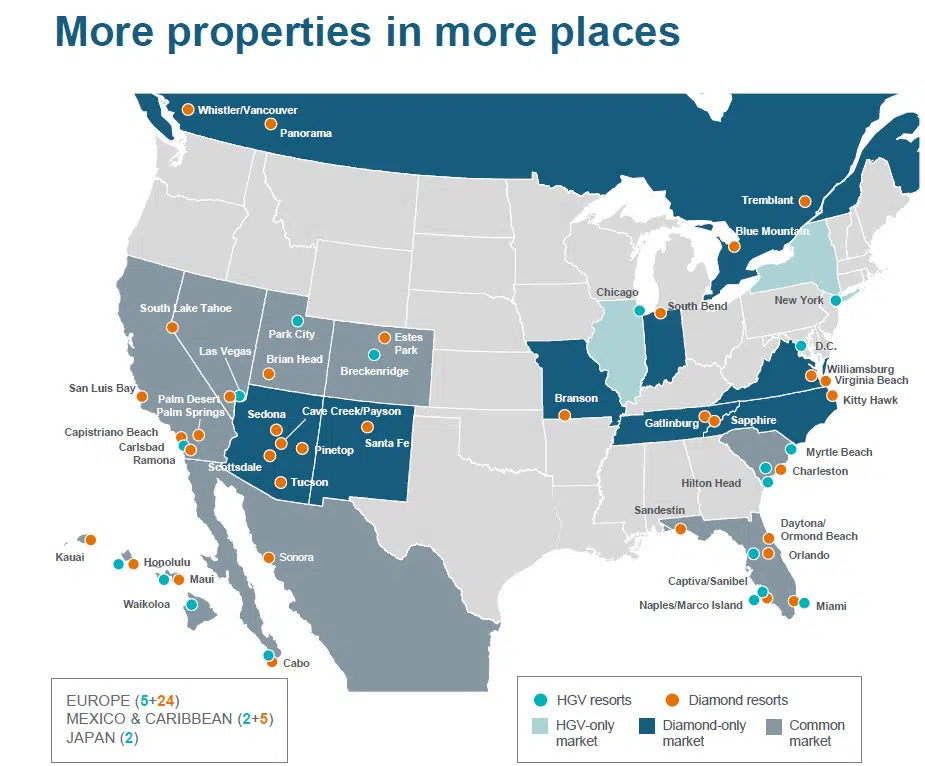 More properties in more places
Whistler/Vancouver
Panorama
Tremblant
Blue Mountain
Chicago
South Bend
New York
South Lake Tahoe
Park City
Estes
Park
D.C.
Las Vegas
Brian Head
Breckenridge
Williamsburg
Virginia Beach
San Luis Bay
Palm Desert
Palm Springs
Branson
Kitty Hawk
Sedona
Cave Creek/Payson
Gatlinburg
Sapphire
Capistriano Beach
Carlsbad
Ramona
Santa Fe
Pinetop
Scottsdale
Myrtle Beach
Charleston
Tucson
Hilton Head
Sandestin
Daytona/
Ormond Beach
Kauai
Honolulu
Sonora
Orlando
Maui
Captiva/Sanibel
Waikoloa
Naples/Marco Island
Miami
Cabo
EUROPE (5+24)
MEXICO & CARIBBEAN (2+5)
JAPAN (2)
HGV resorts
Diamond resorts
HGV-only
market
Diamond-only
market
Common
market